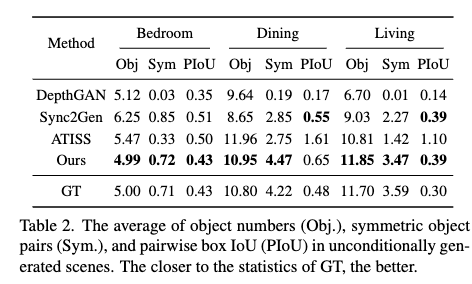 Method Bedroom Dining Living
Obj Sym PIoU Obj Sym PIoU Obj Sym PIoU
DepthGAN 5.12 0.03 0.35 9.64 0.19 0.17 6.70 0.01 0.14
Sync2Gen 6.25 0.85 0.51 8.65 2.85 0.55 9.03 2.27 0.39
ATISS 5.47 0.33 0.50 11.96 2.75 1.61 10.81 1.42 1.10
Ours 4.99 0.72 0.43 10.95 4.47 0.65 11.85 3.47 0.39
GT 5.00 0.71 0.43 10.80 4.22 0.48 11.70 3.59 0.30
Table 2. The average of object numbers (Obj.), symmetric object
pairs (Sym.), and pairwise box IoU (PIoU) in unconditionally gen-
erated scenes. The closer to the statistics of GT, the better.